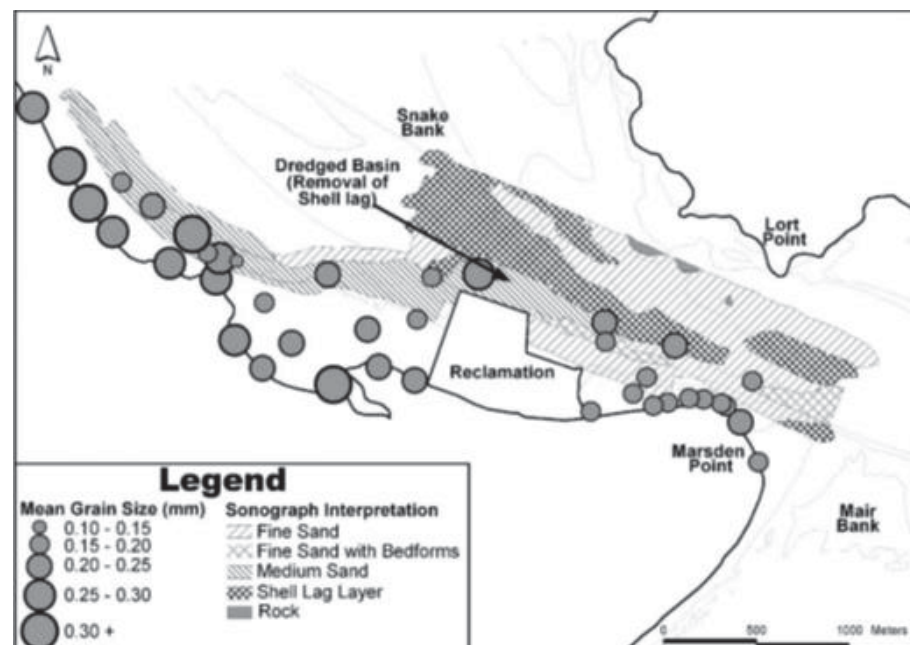 N
Snake
Bank
Dredged Basin
(Removal of
Shell lag)
Lort
Point
Reclamation
Marsden
Point
Mair
Bank
Legend
Mean Grain Size (mm)
0.10 - 0.15
0.15 - 0.20
0.20 - 0.25
0.25 - 0.30
0.30 +
Sonograph Interpretation
Fine Sand
Fine Sand with Bedforms
Medium Sand
Shell Lag Layer
Rock
0 500 1000 Meters